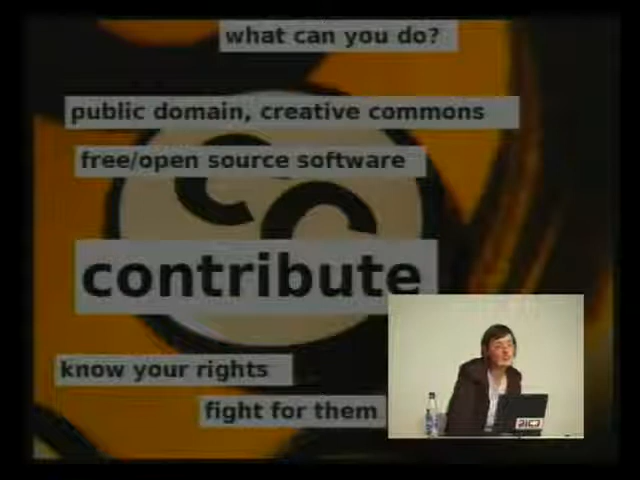 what can you do?
public domain, creative commons
free/open source software
contribute
know your rights
fight for them